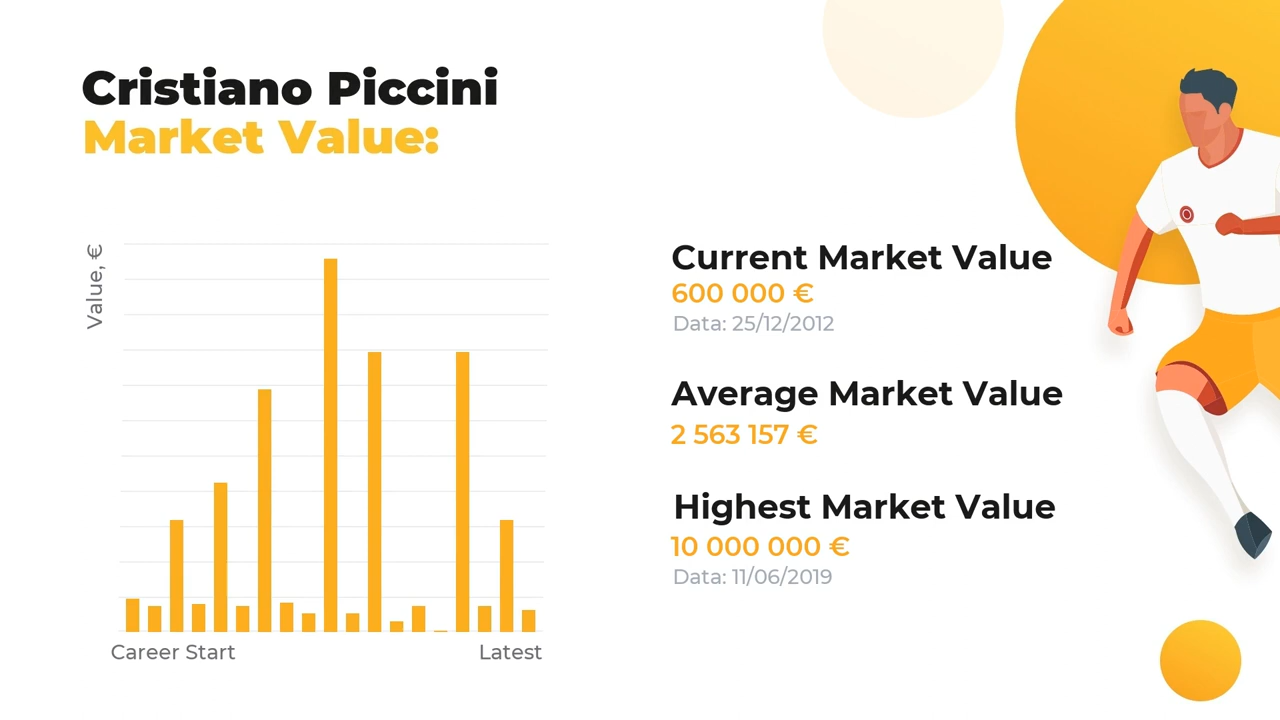 Cristiano Piccini
Market Value:
Value, €
Career Start
Latest
Current Market Value
600 000 €
Data: 25/12/2012
Average Market Value
2 563 157 €
Highest Market Value
10 000 000 €
Data: 11/06/2019